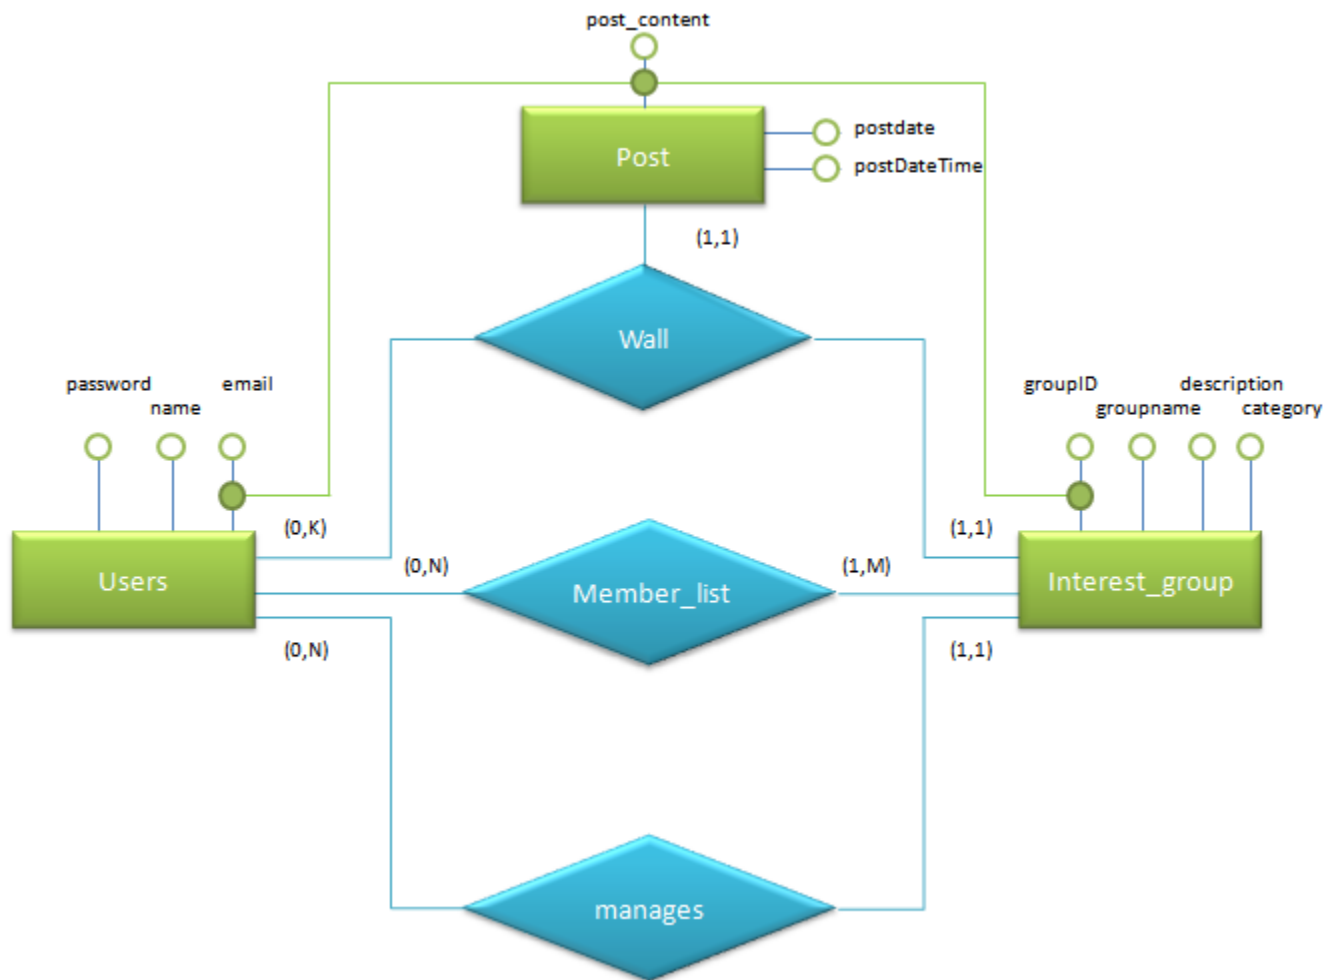 post_content
postdate
Post
postDateTime
(1,1)
Wall
password
email
groupID
description
name
groupname
category
(0,K)
(1,1)
(0,N)
(1,M)
Users
Member_list
Interest_group
(0,N)
(1,1)
manages